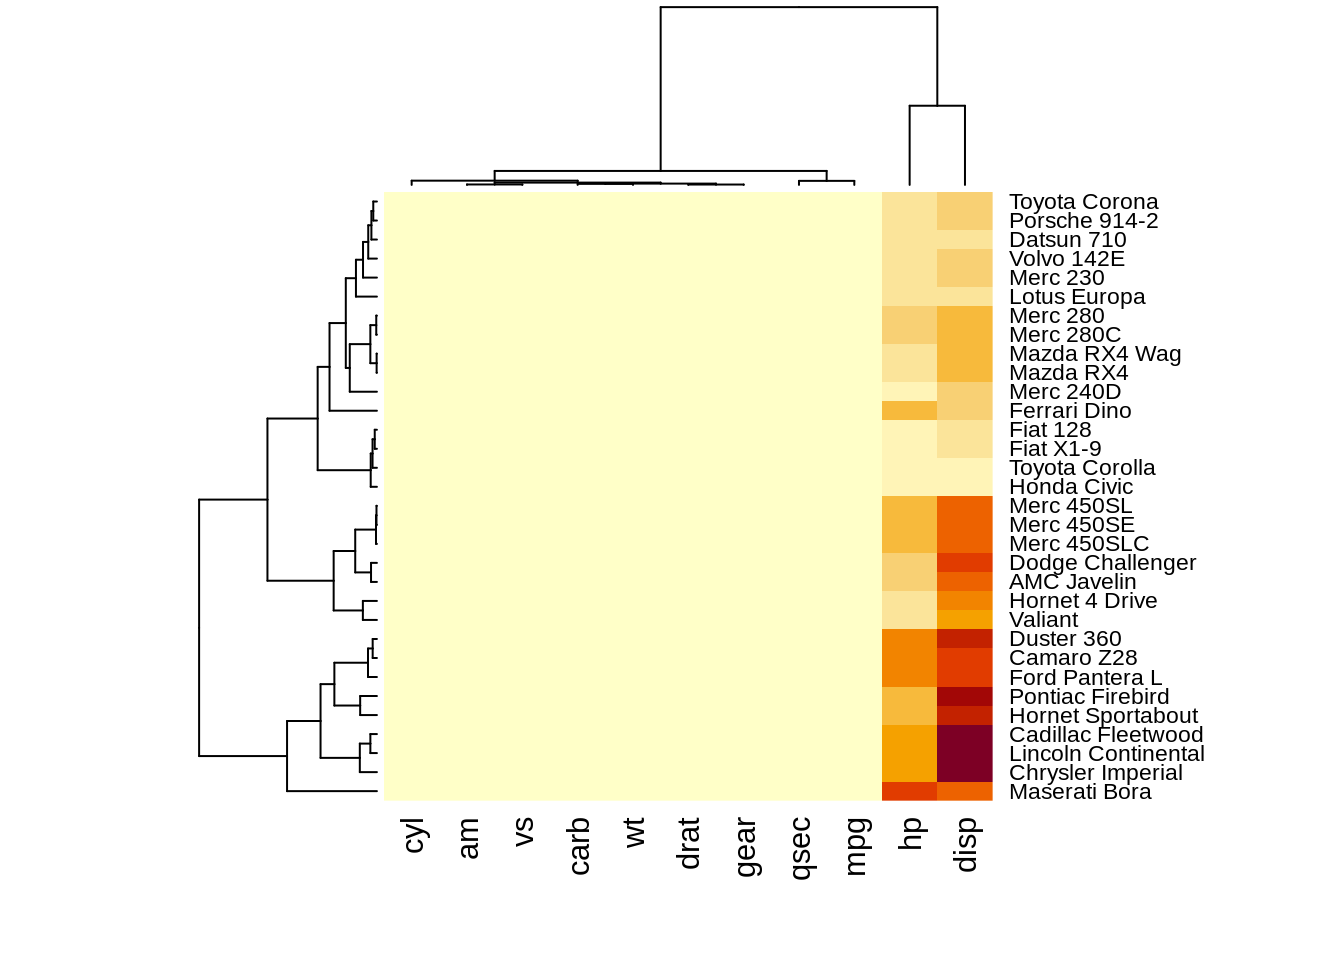 Toyota Corona
Porsche 914-2
Datsun 710
Volvo 142E
Merc 230
Lotus Europa
Merc 280
Merc 280C
Mazda RX4 Wag
Mazda RX4
Merc 240D
Ferrari Dino
Fiat 128
Fiat X1-9
Toyota Corolla
Honda Civic
Merc 450SL
Merc 450SE
Merc 450SLC
Dodge Challenger
AMC Javelin
Hornet 4 Drive
Valiant
Duster 360
Camaro Z28
Ford Pantera L
Pontiac Firebird
Hornet Sportabout
Cadillac Fleetwood
Lincoln Continental
Chrysler Imperial
Maserati Bora
cyl
am
vs
carb
wt
drat
gear
qsec
mpg
hp
disp